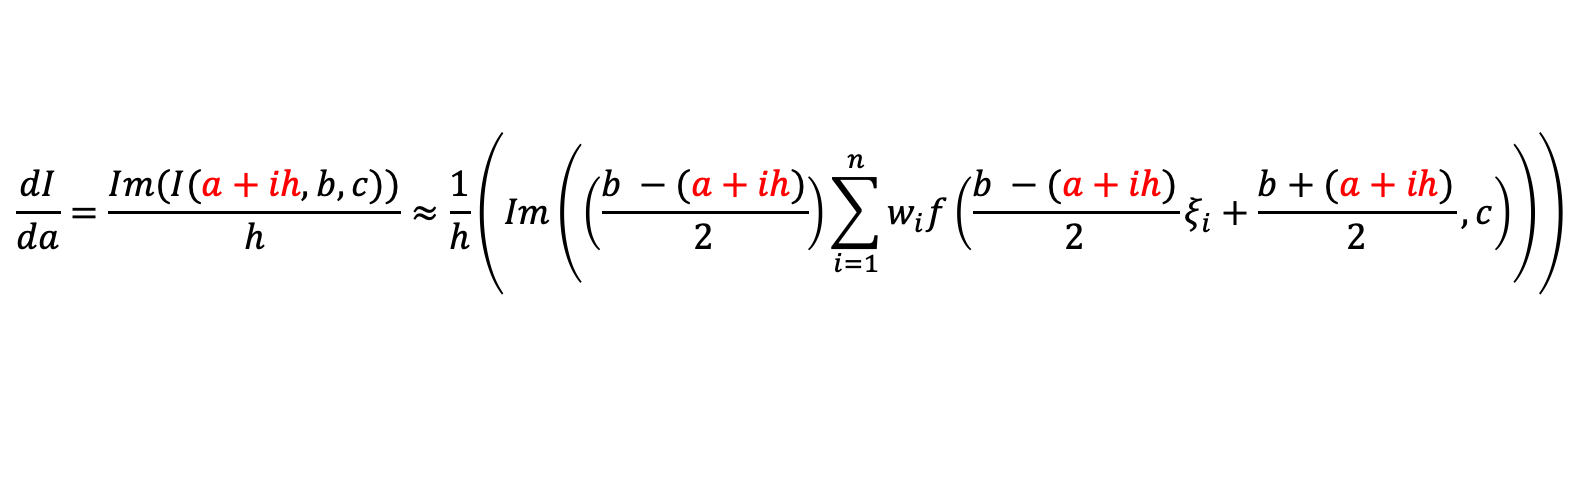 dI/da = Im(I(a + ih, b, c))/h ≈ 1/h (Im ((b − (a + ih)/2) ∑_{i=1}^{n} w_i f (b − (a + ih)/2 ξ_i + b + (a + ih)/2, c)))